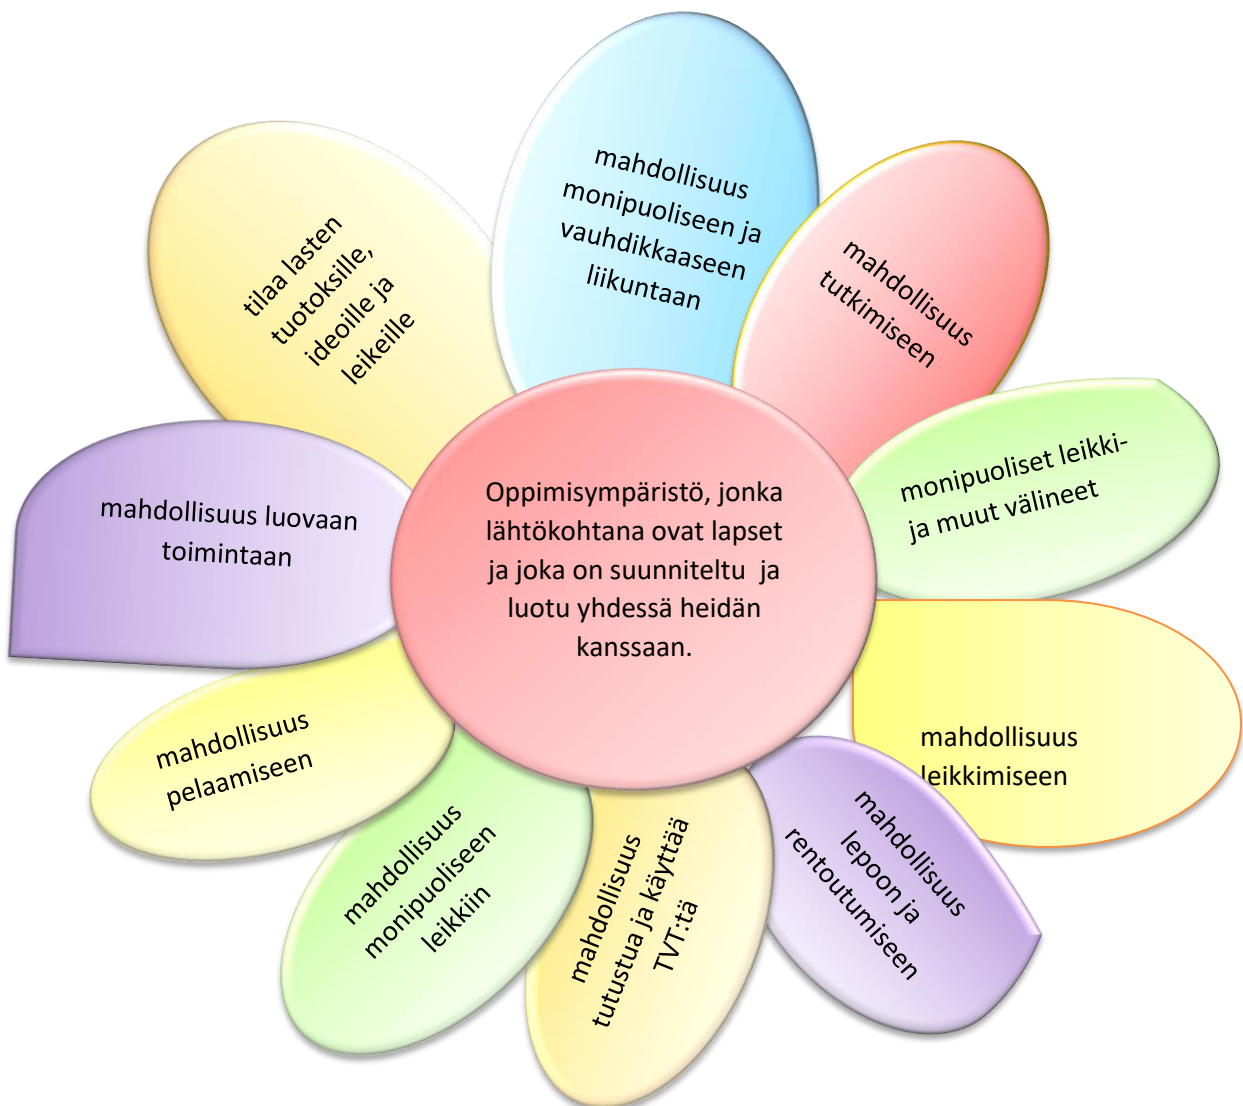 mahdollisuus
monipuoliseen ja
vauhdikkaaseen
liikuntaan
mahdollisuus
tutkimiseen
tilaa lasten
tuotoksille,
ideoille ja
leikeille
monipuoliset leikki-
ja muut välineet
Oppimisympäristö, jonka
lähtökohtana ovat lapset
ja joka on suunniteltu ja
luotu yhdessä heidän
kanssaan.
mahdollisuus luovaan
toimintaan
mahdollisuus
leikkimiseen
mahdollisuus
pelaamiseen
mahdollisuus
lepoon ja
rentoutumiseen
mahdollisuus
monipuoliseen
leikkiin
mahdollisuus
tutustua ja käyttää
TVT:tä